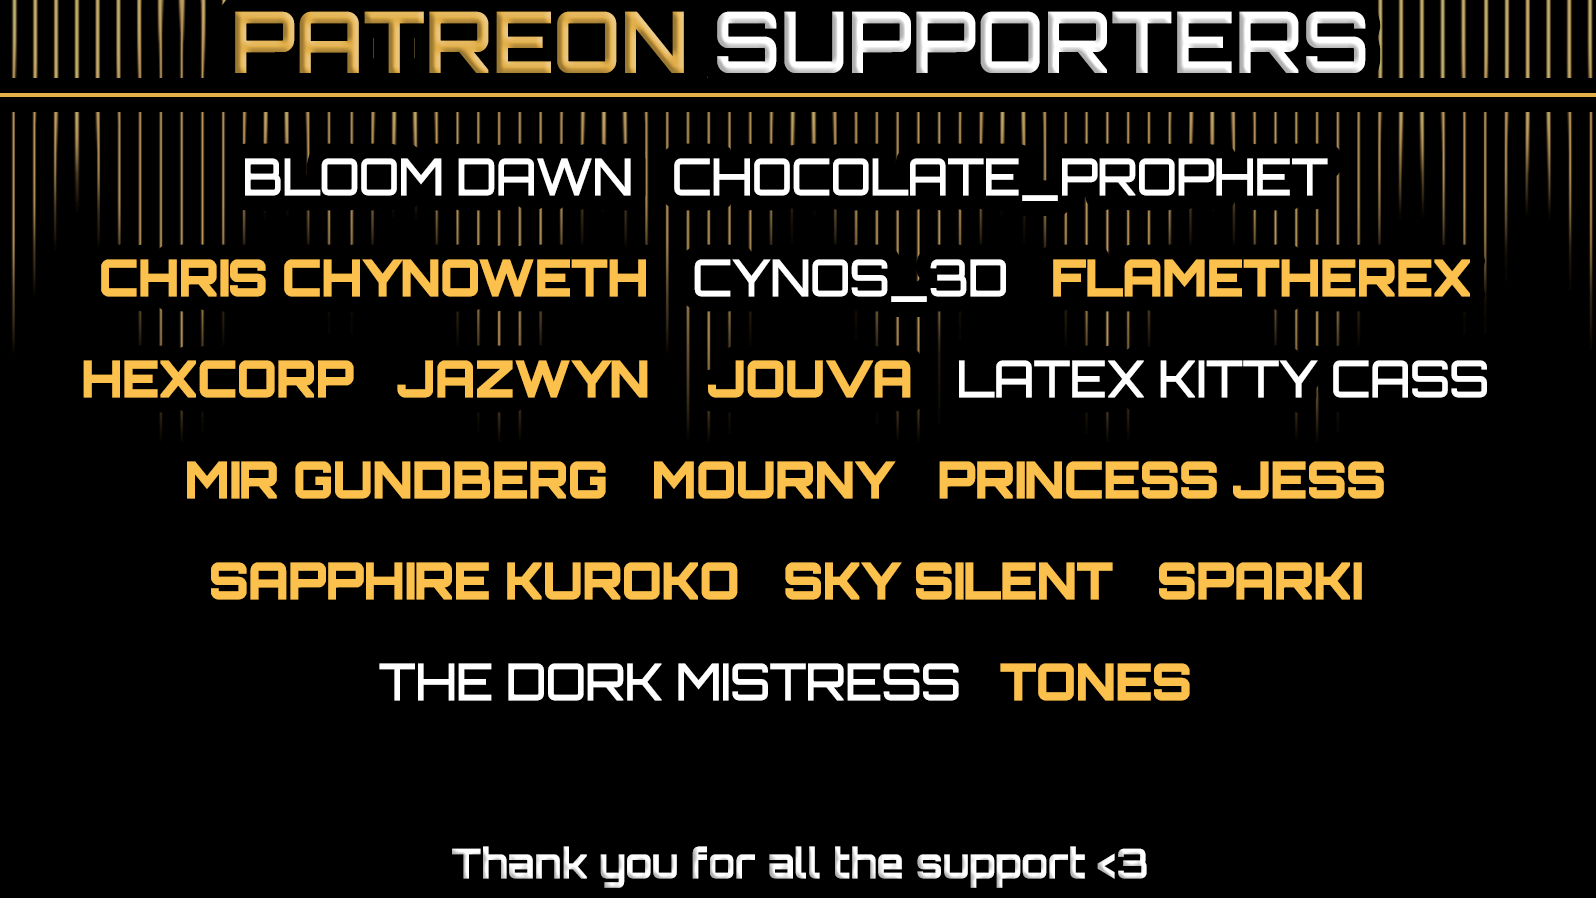 PATREON SUPPORTERS
BLOOM DAWN CHOCOLATE_PROPHET
CHRIS CHYNOWETH CYNOS_3D FLAMETHEREX
HEXCORP JAZWYN JOUVA LATEX KITTY CASS
MIR GUNDBERG MOURNY PRINCESS JESS
SAPPHIRE KUROKO SKY SILENT SPARKI
THE DORK MISTRESS TONES
Thank you for all the support <3